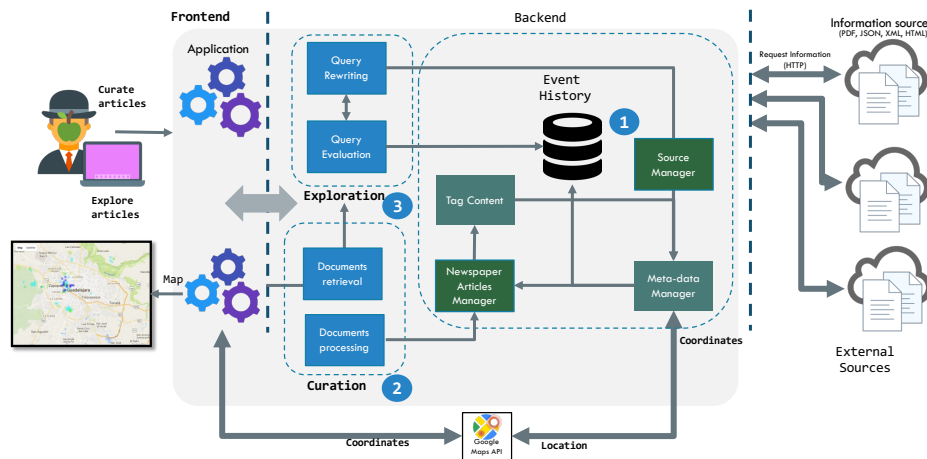 Frontend
Backend
Information sources
(PDF, JSON, XML, HTML)
Request Information
(HTTP)
Application
Query
Rewriting
Event
History
1
Curate
articles
Query
Evaluation
Source
Manager
Explore
articles
Exploration
3
Tag Content
Map
Documents
retrieval
Newspaper
Articles
Manager
Meta-data
Manager
Documents
processing
Coordinates
External
Sources
Curation
2
Coordinates
Google
Maps API
Location